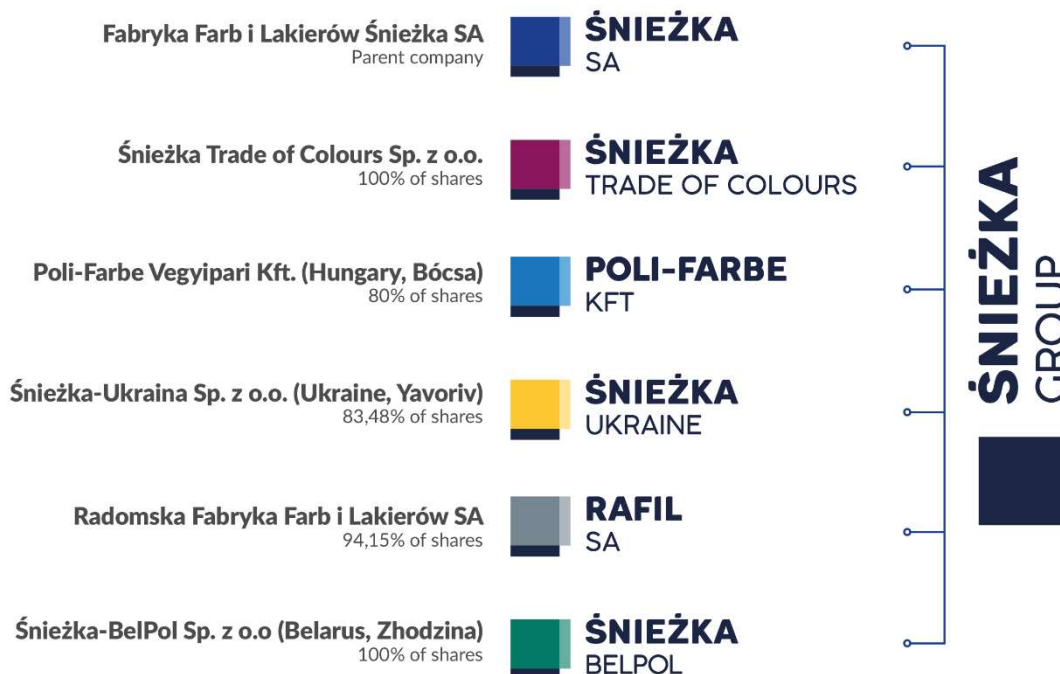 Fabryka Farb i Lakierów Śnieżka SA
Parent company
ŚNIEŻKA
SA
Śnieżka Trade of Colours Sp. z o.o.
100% of shares
ŚNIEŻKA
TRADE OF COLOURS
Poli-Farbe Vegyipari Kft. (Hungary, Bócsa)
80% of shares
POLI-FARBE
KFT
Śnieżka-Ukraina Sp. z o.o. (Ukraine, Yavoriv)
83,48% of shares
ŚNIEŻKA
UKRAINE
Radomska Fabryka Farb i Lakierów SA
94,15% of shares
RAFIL
SA
Śnieżka-BelPol Sp. z o.o (Belarus, Zhodzina)
100% of shares
ŚNIEŻKA
BELPOL
ŚNIEŻKA
GROUP